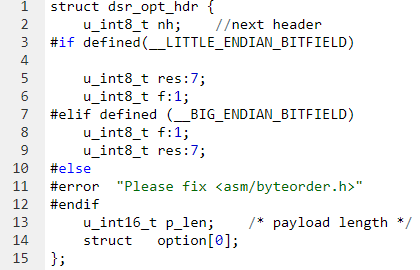 1 struct dsr_opt_hdr {
2     u_int8_t nh;    //next header
3 #if defined(__LITTLE_ENDIAN_BITFIELD)
4
5     u_int8_t res:7;
6     u_int8_t f:1;
7 #elif defined (__BIG_ENDIAN_BITFIELD)
8     u_int8_t f:1;
9     u_int8_t res:7;
10 #else
11 #error  "Please fix <asm/byteorder.h>"
12 #endif
13     u_int16_t p_len;    /* payload length */
14     struct   option[0];
15 };